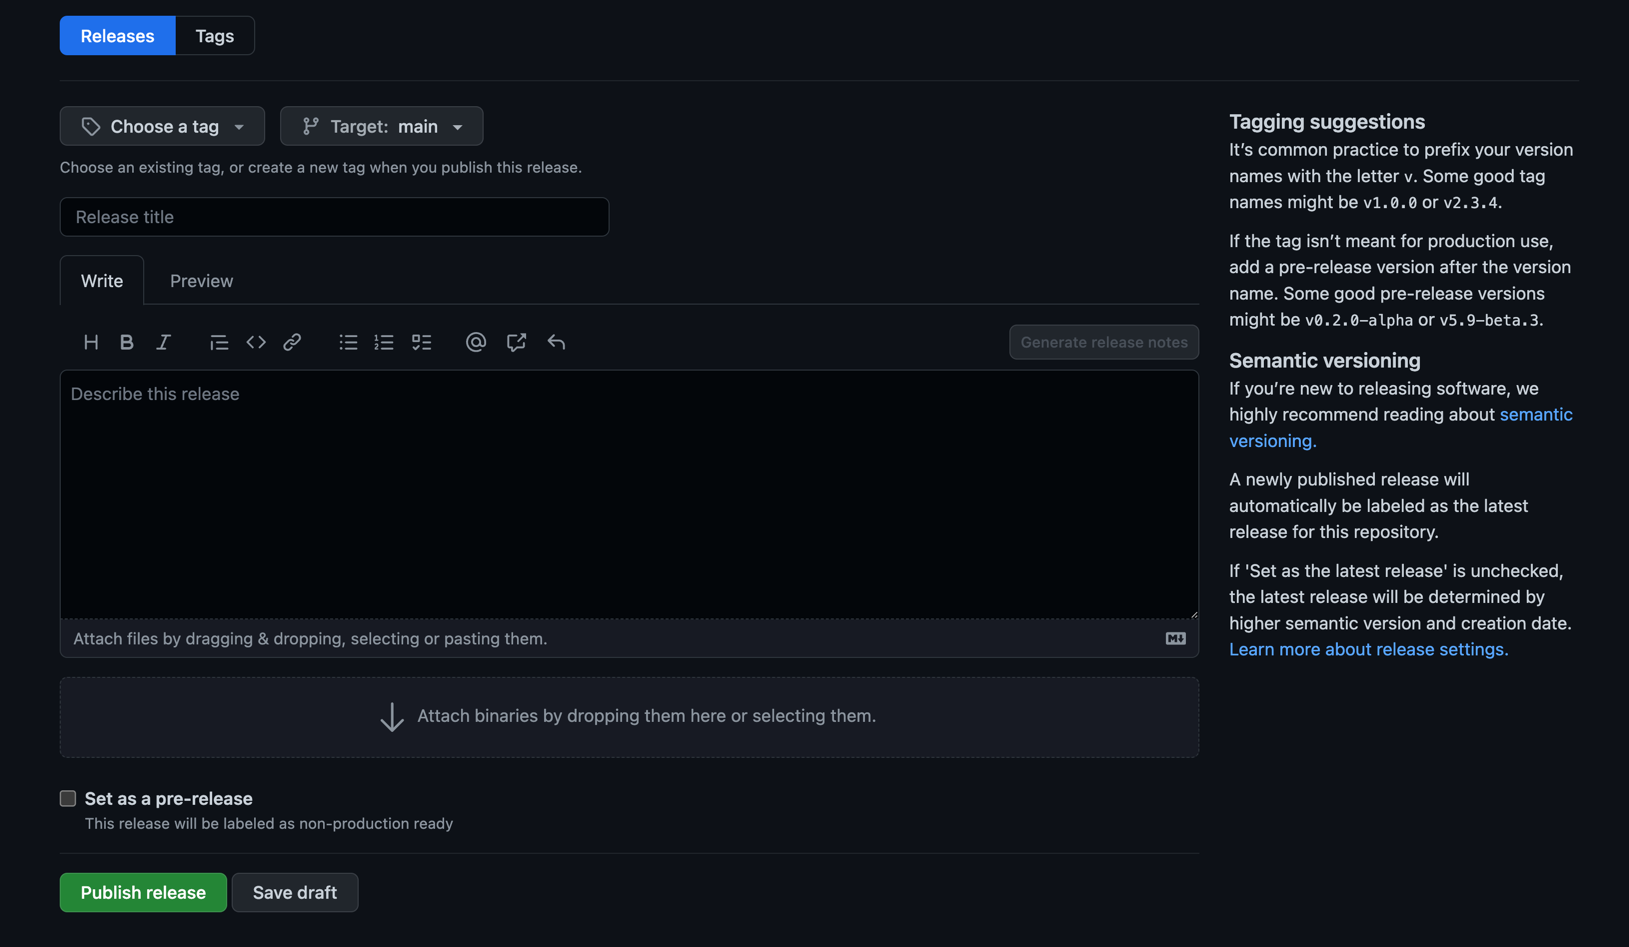 Releases
Tags
Choose a tag
Target: main
Choose an existing tag, or create a new tag when you publish this release.
Release title
Write
Preview
H B I
Generate release notes
Describe this release
Attach files by dragging & dropping, selecting or pasting them.
Attach binaries by dropping them here or selecting them.
Set as a pre-release
This release will be labeled as non-production ready
Publish release
Save draft
Tagging suggestions
It’s common practice to prefix your version
names with the letter v. Some good tag
names might be v1.0.0 or v2.3.4.
If the tag isn’t meant for production use,
add a pre-release version after the version
name. Some good pre-release versions
might be v0.2.0-alpha or v5.9-beta.3.
Semantic versioning
If you’re new to releasing software, we
highly recommend reading about semantic
versioning.
A newly published release will
automatically be labeled as the latest
release for this repository.
If 'Set as the latest release' is unchecked,
the latest release will be determined by
higher semantic version and creation date.
Learn more about release settings.